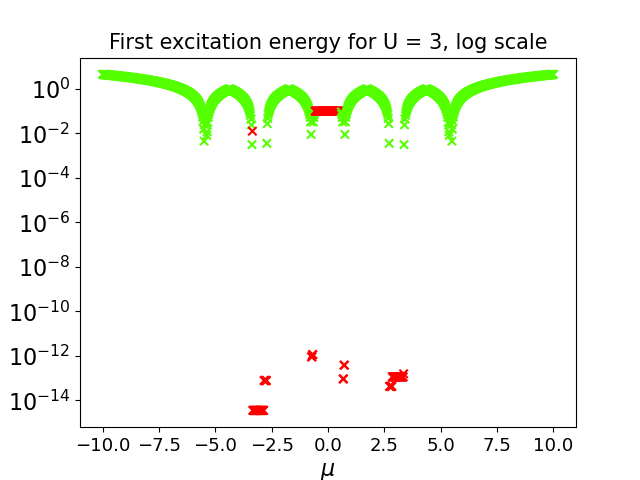 First excitation energy for U = 3, log scale
10⁰
10⁻²
10⁻⁴
10⁻⁶
10⁻⁸
10⁻¹⁰
10⁻¹²
10⁻¹⁴
−10.0 −7.5 −5.0 −2.5 0.0 2.5 5.0 7.5 10.0
μ